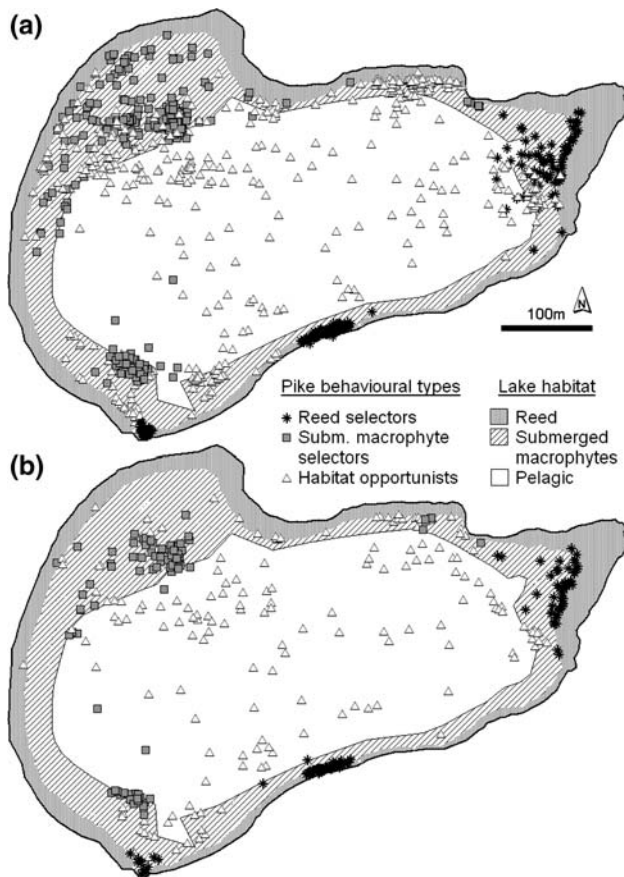 (a)
100m
N
Pike behavioural types
Reed selectors
Subm. macrophyte
selectors
Habitat opportunists
Lake habitat
Reed
Submerged
macrophytes
Pelagic
(b)